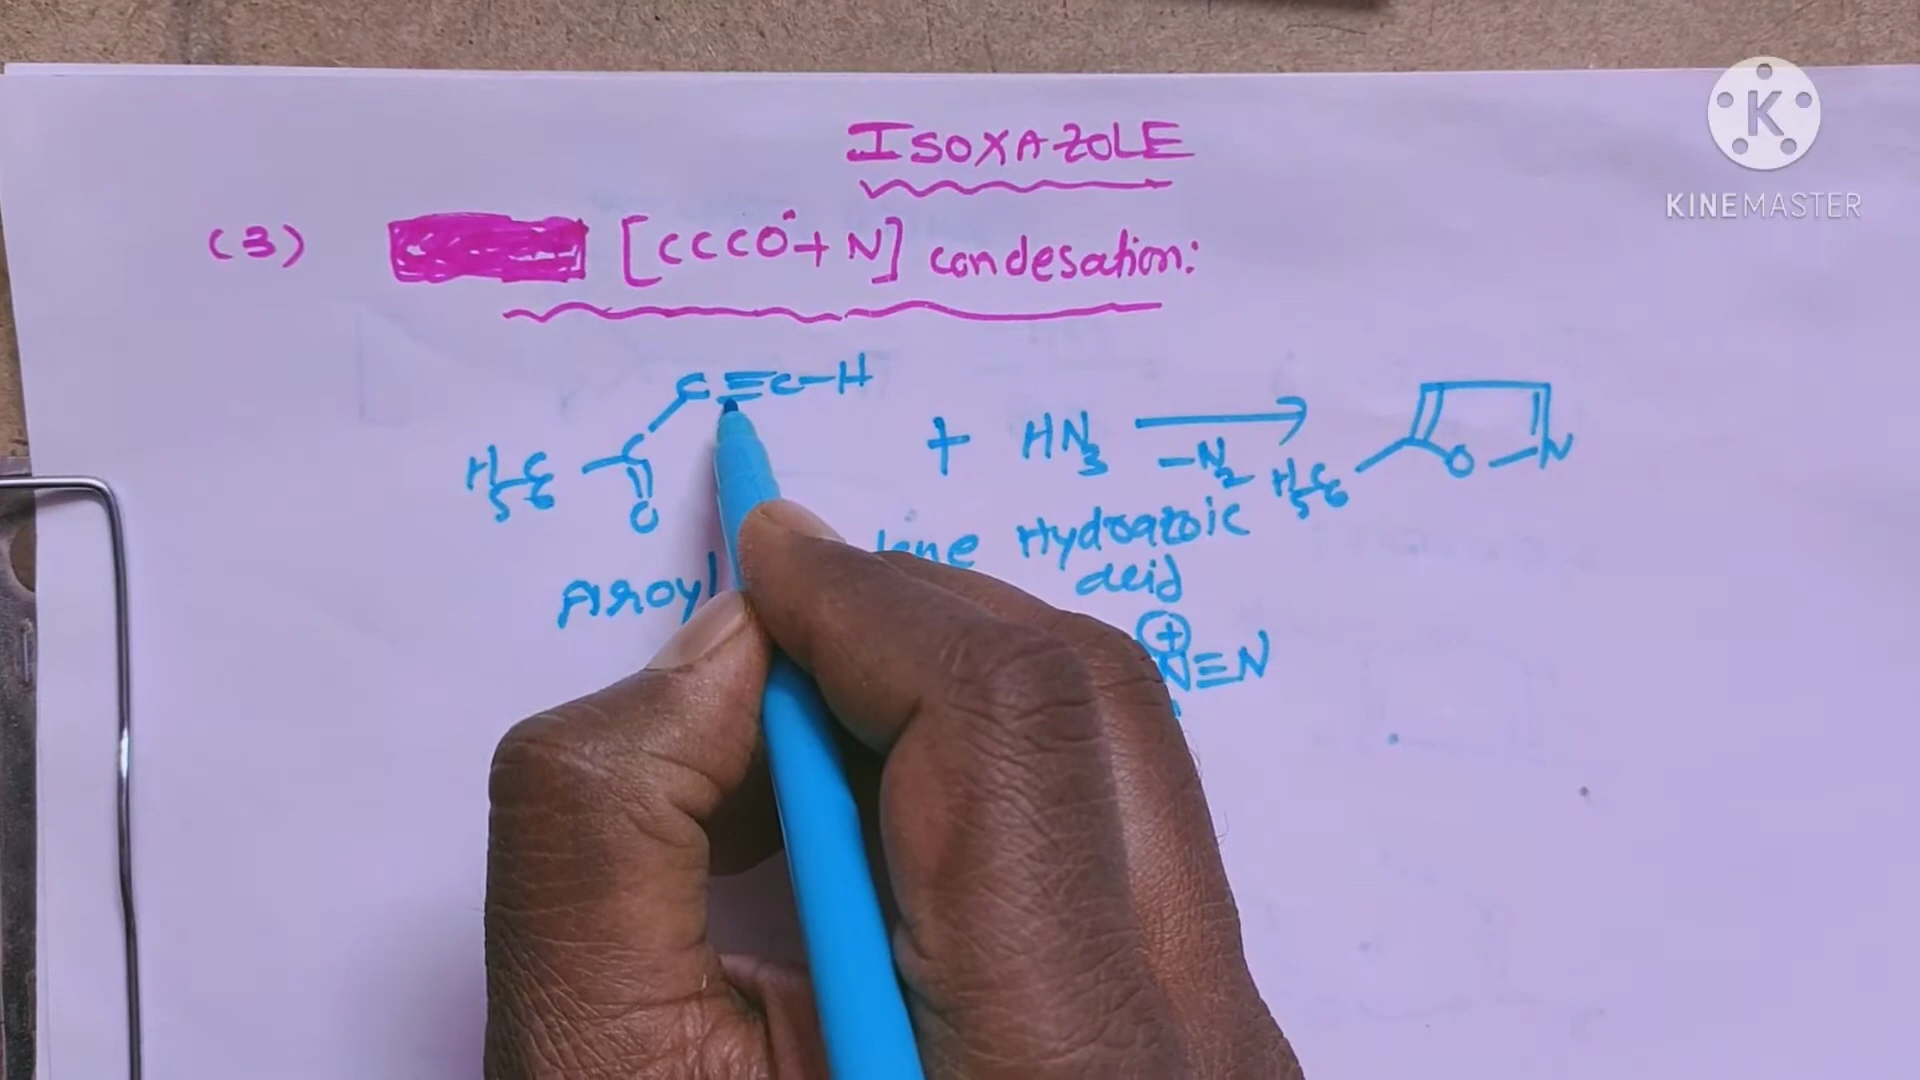 ISOXAZOLE
(3) [CCCO + N] condesation:
C≡C-H
H5C6 C O + HN3 → -N2 H5C6 O N
Aroyl lene Hydrazoic
acid
⊕
N≡N
K
KINEMASTER